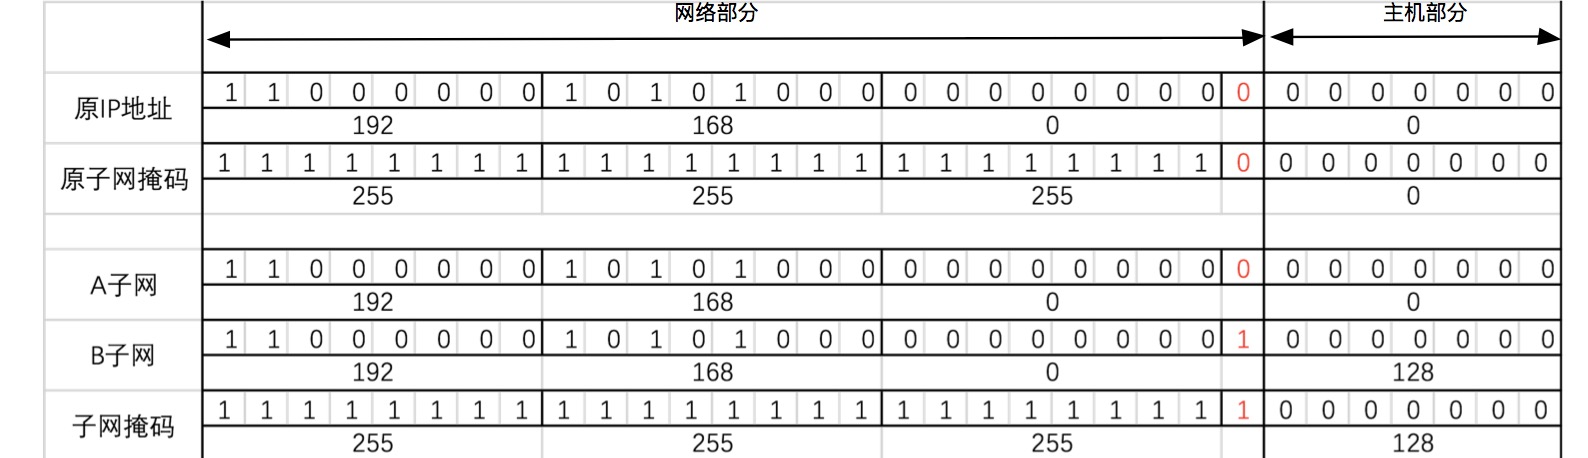 网络部分 主机部分
原IP地址 1 1 0 0 0 0 0 0 1 0 1 0 1 0 0 0 0 0 0 0 0 0 0 0 0 0 0 0 0 0 0 0
192 168 0 0
原子网掩码 1 1 1 1 1 1 1 1 1 1 1 1 1 1 1 1 1 1 1 1 1 1 1 1 0 0 0 0 0 0 0 0
255 255 255 0
A子网 1 1 0 0 0 0 0 0 1 0 1 0 1 0 0 0 0 0 0 0 0 0 0 0 0 0 0 0 0 0 0 0
192 168 0 0
B子网 1 1 0 0 0 0 0 0 1 0 1 0 1 0 0 0 0 0 0 0 0 0 0 0 1 0 0 0 0 0 0 0
192 168 0 128
子网掩码 1 1 1 1 1 1 1 1 1 1 1 1 1 1 1 1 1 1 1 1 1 1 1 1 1 0 0 0 0 0 0 0
255 255 255 128